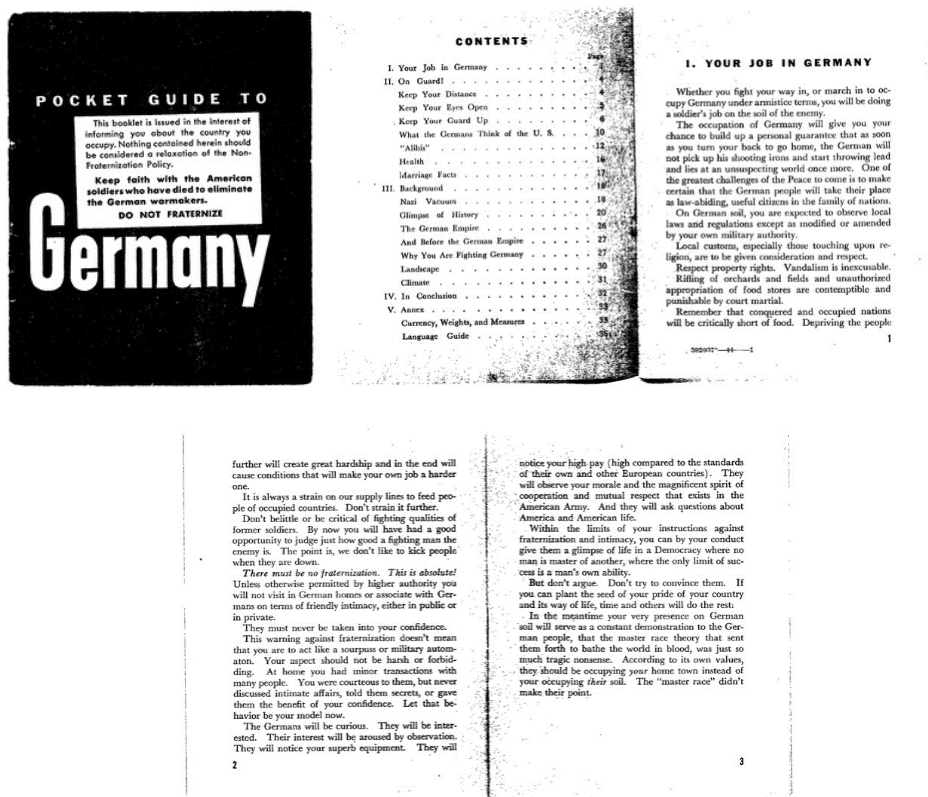 POCKET GUIDE TO
This booklet is issued in the interest of
informing you about the country you
occupy. Nothing contained herein should
be considered a relaxation of the Non-
Fraternization Policy.
Keep faith with the American
soldiers who have died to eliminate
the German warmakers.
DO NOT FRATERNIZE
Germany
CONTENTS
Page
I. Your Job in Germany . . . . . . . .
II. On Guard! . . . . . . . . . . .
Keep Your Distance . . . . . . . . . 4
Keep Your Eyes Open . . . . . . . . 5
Keep Your Guard Up . . . . . . . . 6
What the Germans Think of the U. S. . . . . 10
"Alibis" . . . . . . . . . . . 12
Health . . . . . . . . . . .
Marriage Facts . . . . . . . . . .
III. Background . . . . . . . . . .
Nazi Vacuum . . . . . . . . . . 18
Glimpse of History . . . . . . . . . 20
The German Empire . . . . . . . . 26
And Before the German Empire . . . . . . 27
Why You Are Fighting Germany . . . . . . 27
Landscape . . . . . . . . . . . 30
Climate . . . . . . . . . . . 31
IV. In Conclusion . . . . . . . . . . 32
V. Annex . . . . . . . . . . . . 33
Currency, Weights, and Measures . . . . . 33
Language Guide . . . . . . . . .
I. YOUR JOB IN GERMANY
Whether you fight your way in, or march in to oc-
cupy Germany under armistice terms, you will be doing
a soldier's job on the soil of the enemy.
The occupation of Germany will give you your
chance to build up a personal guarantee that as soon
as you turn your back to go home, the German will
not pick up his shooting irons and start throwing lead
and lies at an unsuspecting world once more. One of
the greatest challenges of the Peace to come is to make
certain that the German people will take their place
as law-abiding, useful citizens in the family of nations.
On German soil, you are expected to observe local
laws and regulations except as modified or amended
by your own military authority.
Local customs, especially those touching upon re-
ligion, are to be given consideration and respect.
Respect property rights. Vandalism is inexcusable.
Rifling of orchards and fields and unauthorized
appropriation of food stores are contemptible and
punishable by court martial.
Remember that conquered and occupied nations
will be critically short of food. Depriving the people
1
592037°—44——1
further will create great hardship and in the end will
cause conditions that will make your own job a harder
one.
It is always a strain on our supply lines to feed peo-
ple of occupied countries. Don't strain it further.
Don't belittle or be critical of fighting qualities of
former soldiers. By now you will have had a good
opportunity to judge just how good a fighting man the
enemy is. The point is, we don't like to kick people
when they are down.
There must be no fraternization. This is absolute!
Unless otherwise permitted by higher authority you
will not visit in German homes or associate with Ger-
mans on terms of friendly intimacy, either in public or
in private.
They must never be taken into your confidence.
This warning against fraternization doesn't mean
that you are to act like a sourpuss or military autom-
aton. Your aspect should not be harsh or forbid-
ding. At home you had minor transactions with
many people. You were courteous to them, but never
discussed intimate affairs, told them secrets, or gave
them the benefit of your confidence. Let that be-
havior be your model now.
The Germans will be curious. They will be inter-
ested. Their interest will be aroused by observation.
They will notice your superb equipment. They will
2
notice your high pay (high compared to the standards
of their own and other European countries). They
will observe your morale and the magnificent spirit of
cooperation and mutual respect that exists in the
American Army. And they will ask questions about
America and American life.
Within the limits of your instructions against
fraternization and intimacy, you can by your conduct
give them a glimpse of life in a Democracy where no
man is master of another, where the only limit of suc-
cess is a man's own ability.
But don't argue. Don't try to convince them. If
you can plant the seed of your pride of your country
and its way of life, time and others will do the rest.
In the meantime your very presence on German
soil will serve as a constant demonstration to the Ger-
man people, that the master race theory that sent
them forth to bathe the world in blood, was just so
much tragic nonsense. According to its own values,
they should be occupying your home town instead of
your occupying their soil. The "master race" didn't
make their point.
3